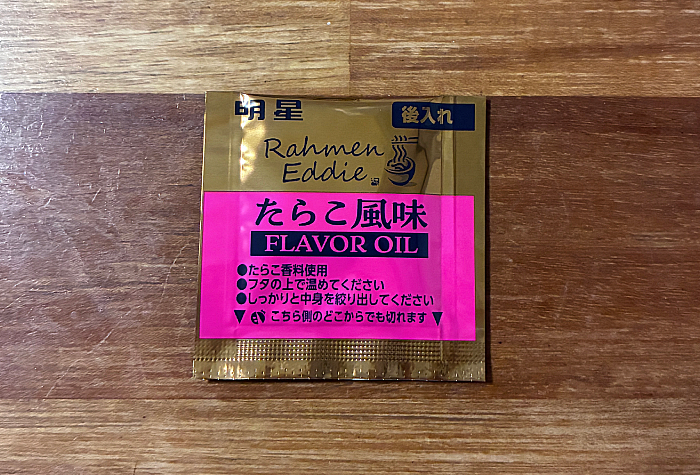 明星
後入れ
Rahmen
Eddie
たらこ風味
FLAVOR OIL
●たらこ香料使用
●フタの上で温めてください
●しっかりと中身を絞り出してください
▼こちら側のどこからでも切れます▼